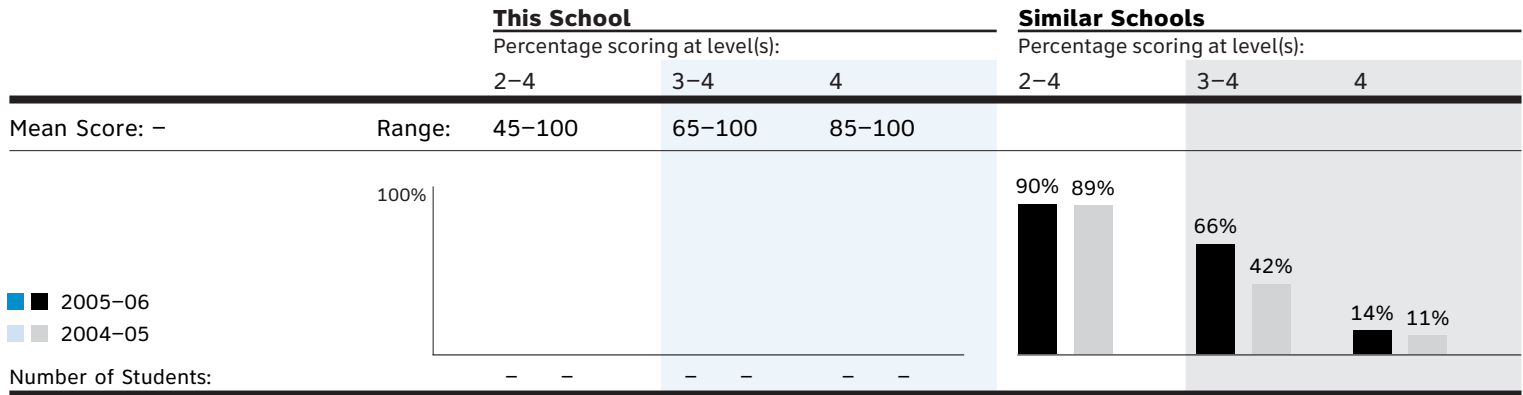 This School Similar Schools
Percentage scoring at level(s): Percentage scoring at level(s):
2–4 3–4 4 2–4 3–4 4
Mean Score: – Range: 45–100 65–100 85–100
100%
90% 89%
66%
42%
14% 11%
2005–06
2004–05
Number of Students: – – – – – –